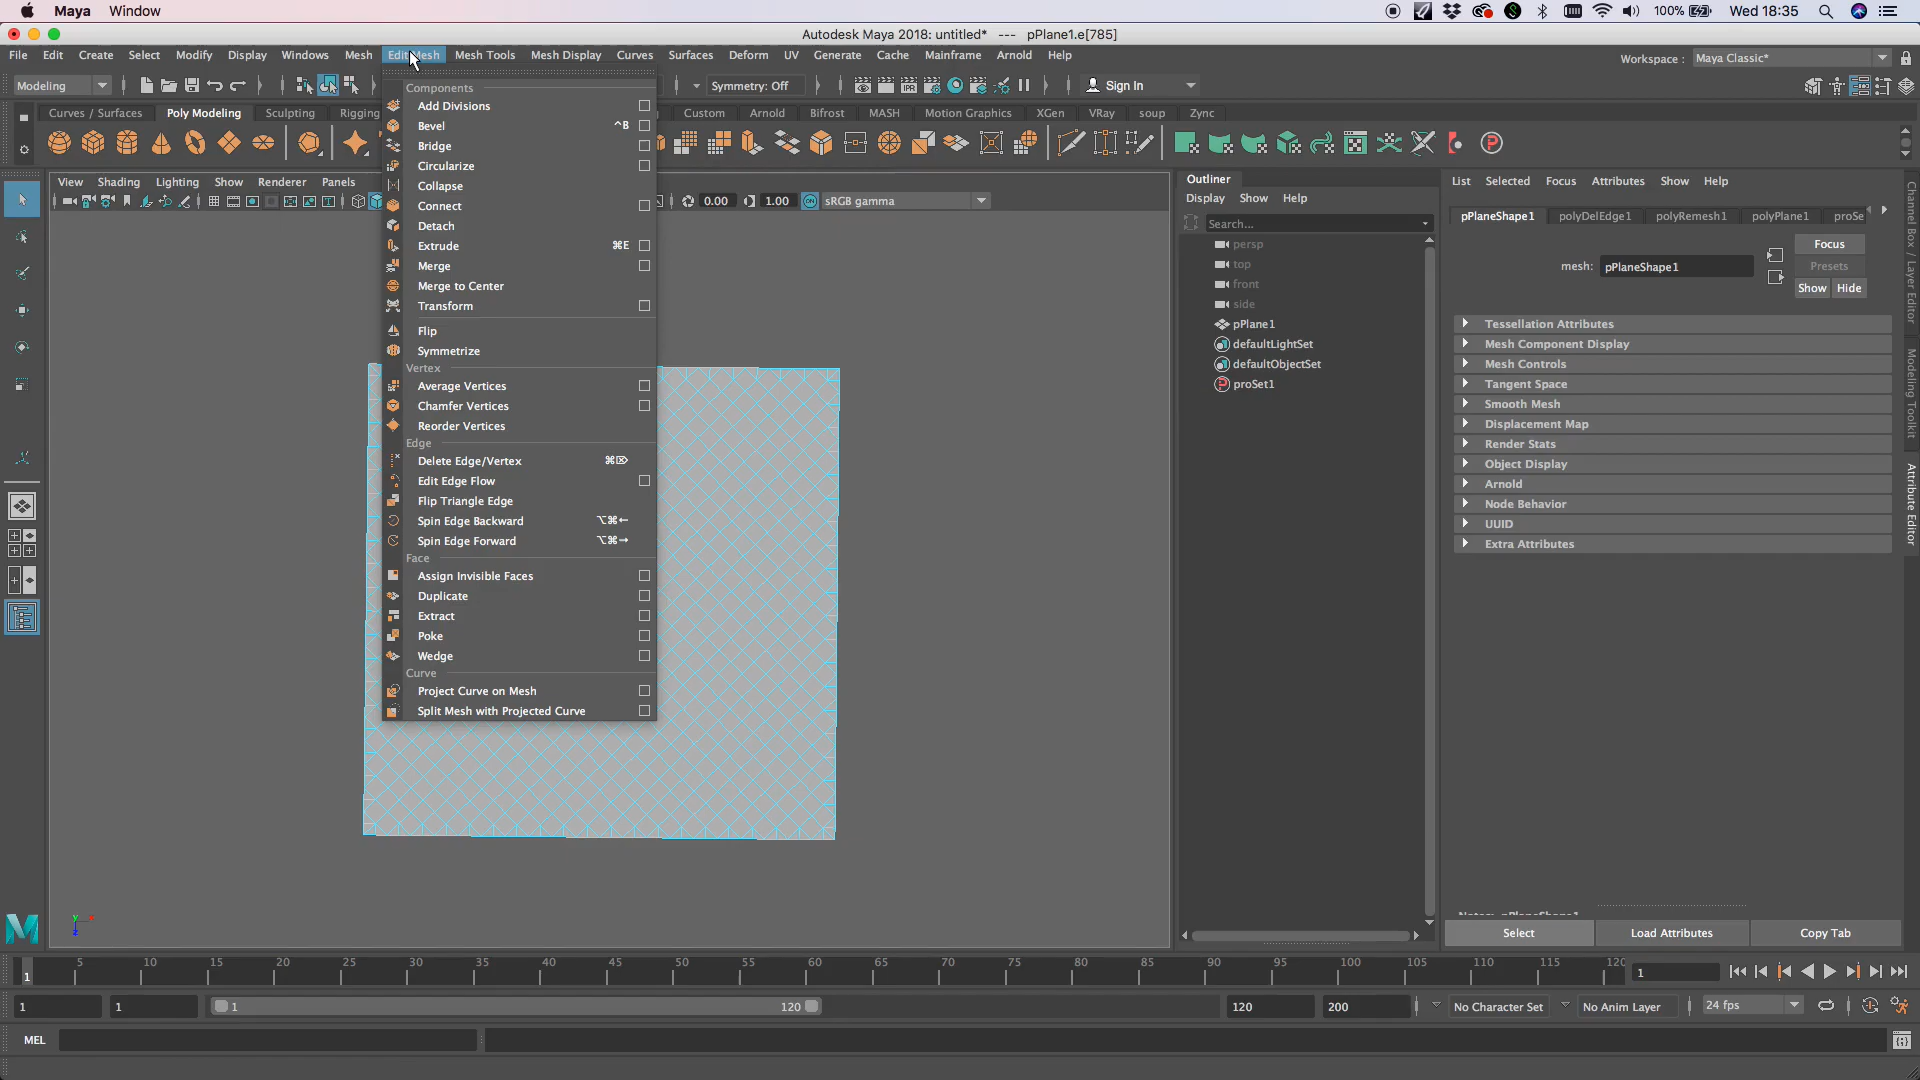 Maya Window
100% Wed 18:35
Autodesk Maya 2018: untitled* --- pPlane1.e[785]
File Edit Create Select Modify Display Windows Mesh Edit Mesh Mesh Tools Mesh Display Curves Surfaces Deform UV Generate Cache Mainframe Arnold Help
Workspace : Maya Classic*
Modeling
Symmetry: Off
Sign In
Curves / Surfaces Poly Modeling Sculpting Rigging Custom Arnold Bifrost MASH Motion Graphics XGen VRay soup Zync
IPR
View Shading Lighting Show Renderer Panels
0.00 1.00 sRGB gamma
Components
Add Divisions
Bevel ^B
Bridge
Circularize
Collapse
Connect
Detach
Extrude ⌘E
Merge
Merge to Center
Transform
Flip
Symmetrize
Vertex
Average Vertices
Chamfer Vertices
Reorder Vertices
Edge
Delete Edge/Vertex ⌘⌦
Edit Edge Flow
Flip Triangle Edge
Spin Edge Backward ⌥⌘←
Spin Edge Forward ⌥⌘→
Face
Assign Invisible Faces
Duplicate
Extract
Poke
Wedge
Curve
Project Curve on Mesh
Split Mesh with Projected Curve
Outliner
Display Show Help
Search...
persp
top
front
side
pPlane1
defaultLightSet
defaultObjectSet
proSet1
List Selected Focus Attributes Show Help
pPlaneShape1 polyDelEdge1 polyRemesh1 polyPlane1 proSe
mesh: pPlaneShape1
Focus
Presets
Show Hide
Tessellation Attributes
Mesh Component Display
Mesh Controls
Tangent Space
Smooth Mesh
Displacement Map
Render Stats
Object Display
Arnold
Node Behavior
UUID
Extra Attributes
Select Load Attributes Copy Tab
Channel Box / Layer Editor
Modeling Toolkit
Attribute Editor
y x z
1 5 10 15 20 25 30 35 40 45 50 55 60 65 70 75 80 85 90 95 100 105 110 115 120
1
1 1 1 120 120 200 No Character Set No Anim Layer 24 fps
MEL